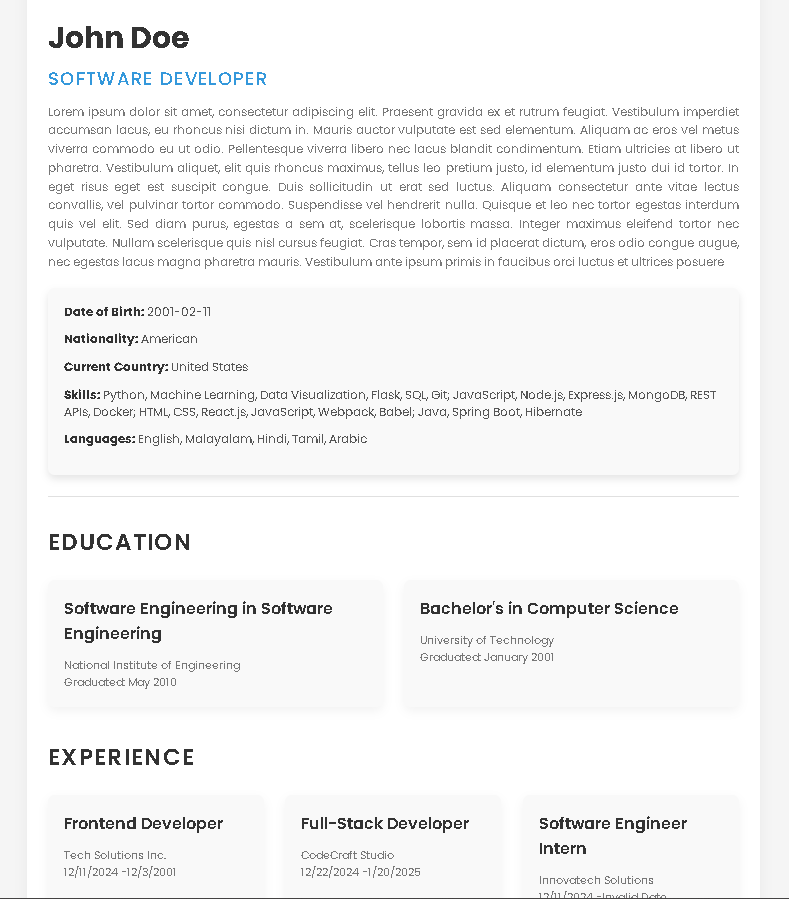 John Doe
SOFTWARE DEVELOPER
Lorem ipsum dolor sit amet, consectetur adipiscing elit. Praesent gravida ex et rutrum feugiat. Vestibulum imperdiet
accumsan lacus, eu rhoncus nisi dictum in. Mauris auctor vulputate est sed elementum. Aliquam ac eros vel metus
viverra commodo eu ut odio. Pellentesque viverra libero nec lacus blandit condimentum. Etiam ultricies at libero ut
pharetra. Vestibulum aliquet, elit quis rhoncus maximus, tellus leo pretium justo, id elementum justo dui id tortor. In
eget risus eget est suscipit congue. Duis sollicitudin ut erat sed luctus. Aliquam consectetur ante vitae lectus
convallis, vel pulvinar tortor commodo. Suspendisse vel hendrerit nulla. Quisque et leo nec tortor egestas interdum
quis vel elit. Sed diam purus, egestas a sem at, scelerisque lobortis massa. Integer maximus eleifend tortor nec
vulputate. Nullam scelerisque quis nisl cursus feugiat. Cras tempor, sem id placerat dictum, eros odio congue augue,
nec egestas lacus magna pharetra mauris. Vestibulum ante ipsum primis in faucibus orci luctus et ultrices posuere
Date of Birth: 2001-02-11
Nationality: American
Current Country: United States
Skills: Python, Machine Learning, Data Visualization, Flask, SQL, Git; JavaScript, Node.js, Express.js, MongoDB, REST
APIs, Docker; HTML, CSS, React.js, JavaScript, Webpack, Babel; Java, Spring Boot, Hibernate
Languages: English, Malayalam, Hindi, Tamil, Arabic
EDUCATION
Software Engineering in Software
Engineering
National Institute of Engineering
Graduated: May 2010
Bachelor's in Computer Science
University of Technology
Graduated: January 2001
EXPERIENCE
Frontend Developer
Tech Solutions Inc.
12/11/2024 -12/3/2001
Full-Stack Developer
CodeCraft Studio
12/22/2024 -1/20/2025
Software Engineer
Intern
Innovatech Solutions
12/11/2024 -Invalid Date